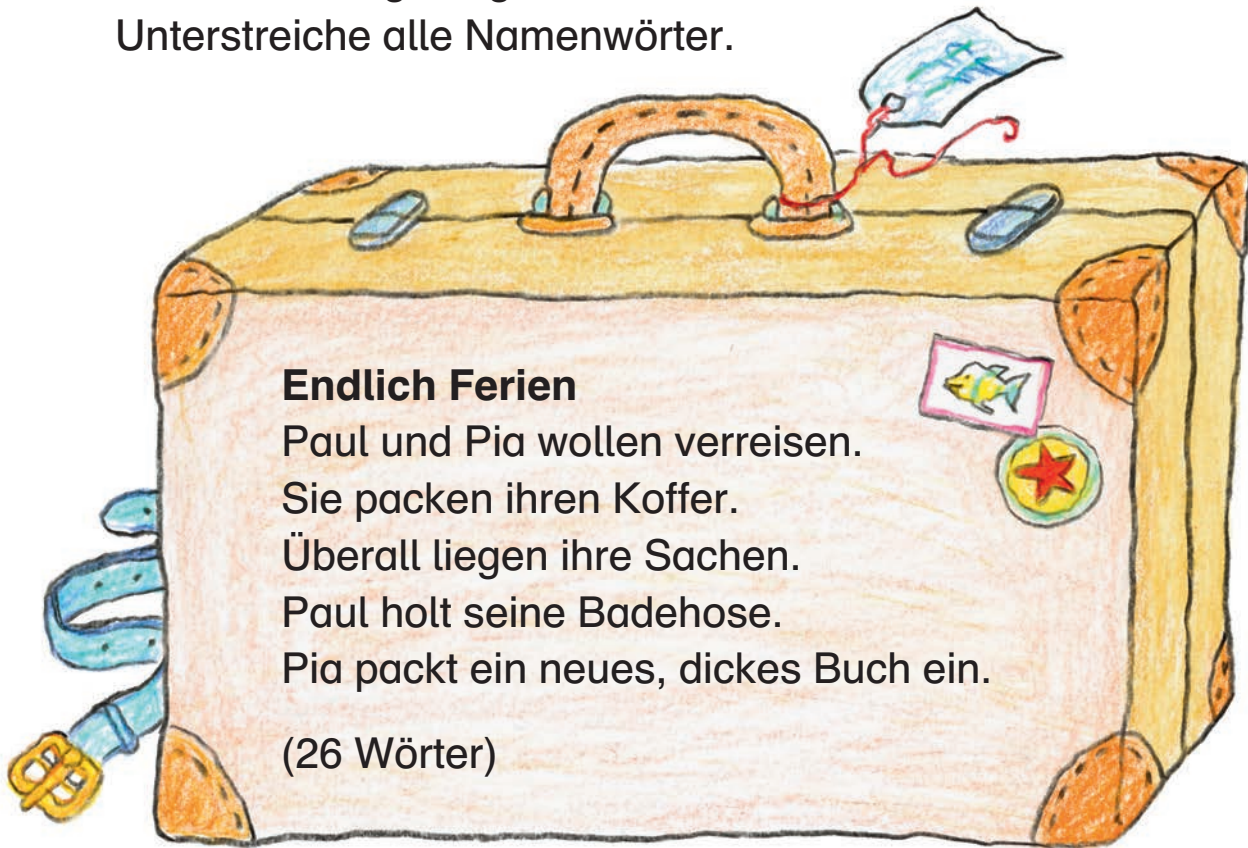 Unterstreiche alle Namenwörter.
Endlich Ferien
Paul und Pia wollen verreisen.
Sie packen ihren Koffer.
Überall liegen ihre Sachen.
Paul holt seine Badehose.
Pia packt ein neues, dickes Buch ein.
(26 Wörter)